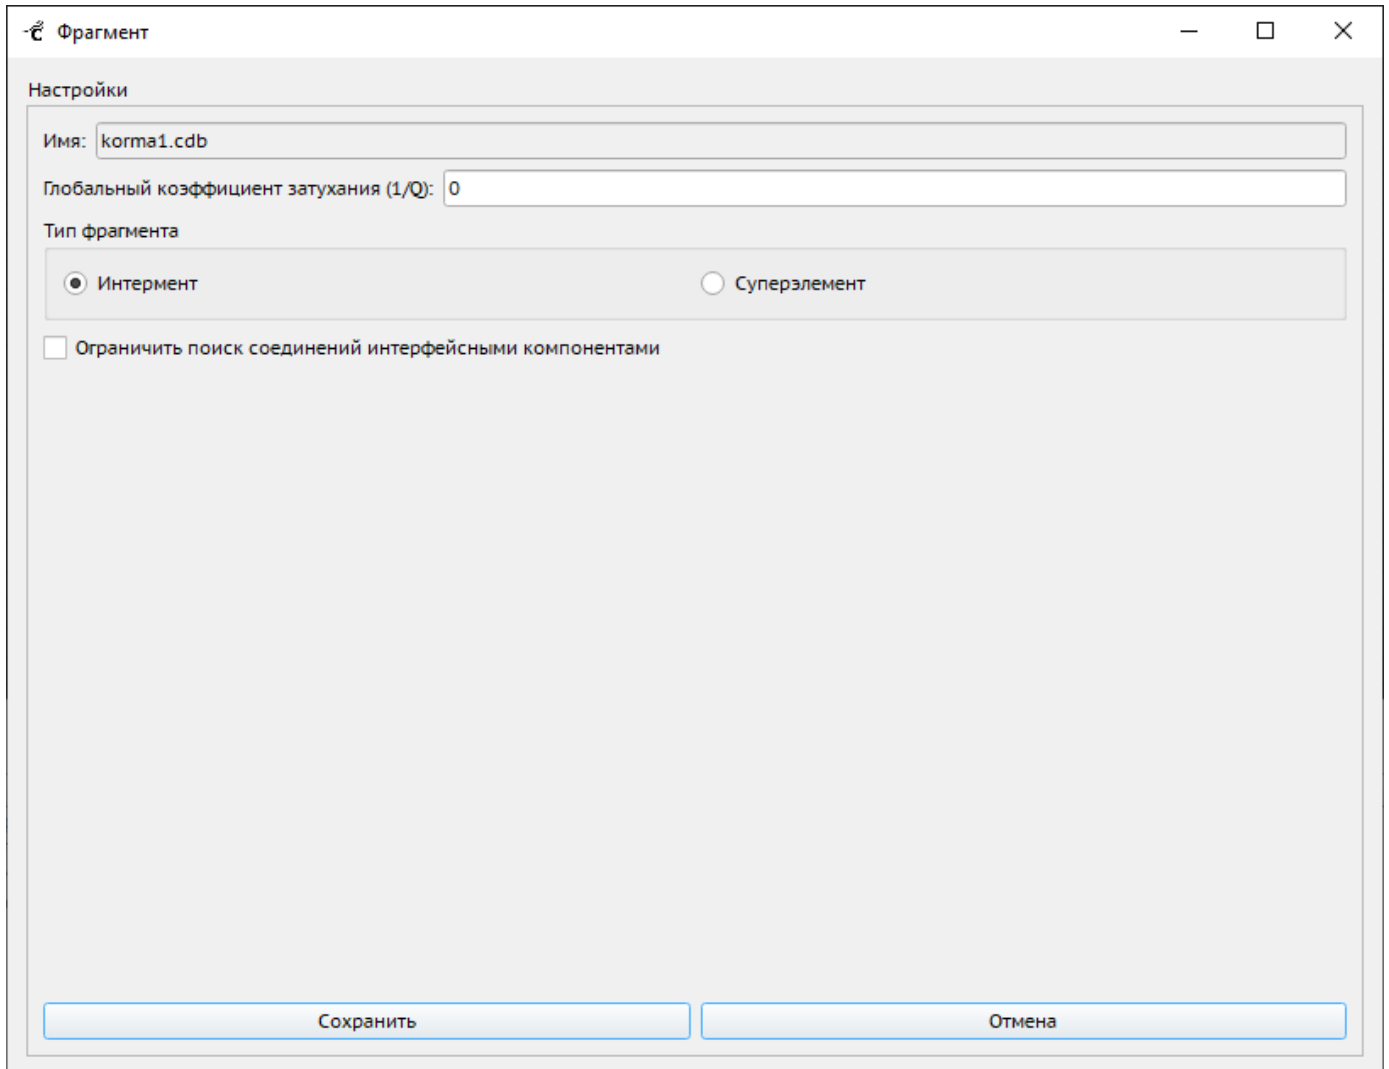 Фрагмент
Настройки
Имя: korma1.cdb
Глобальный коэффициент затухания (1/Q): 0
Тип фрагмента
Интермент Суперэлемент
Ограничить поиск соединений интерфейсными компонентами
Сохранить Отмена